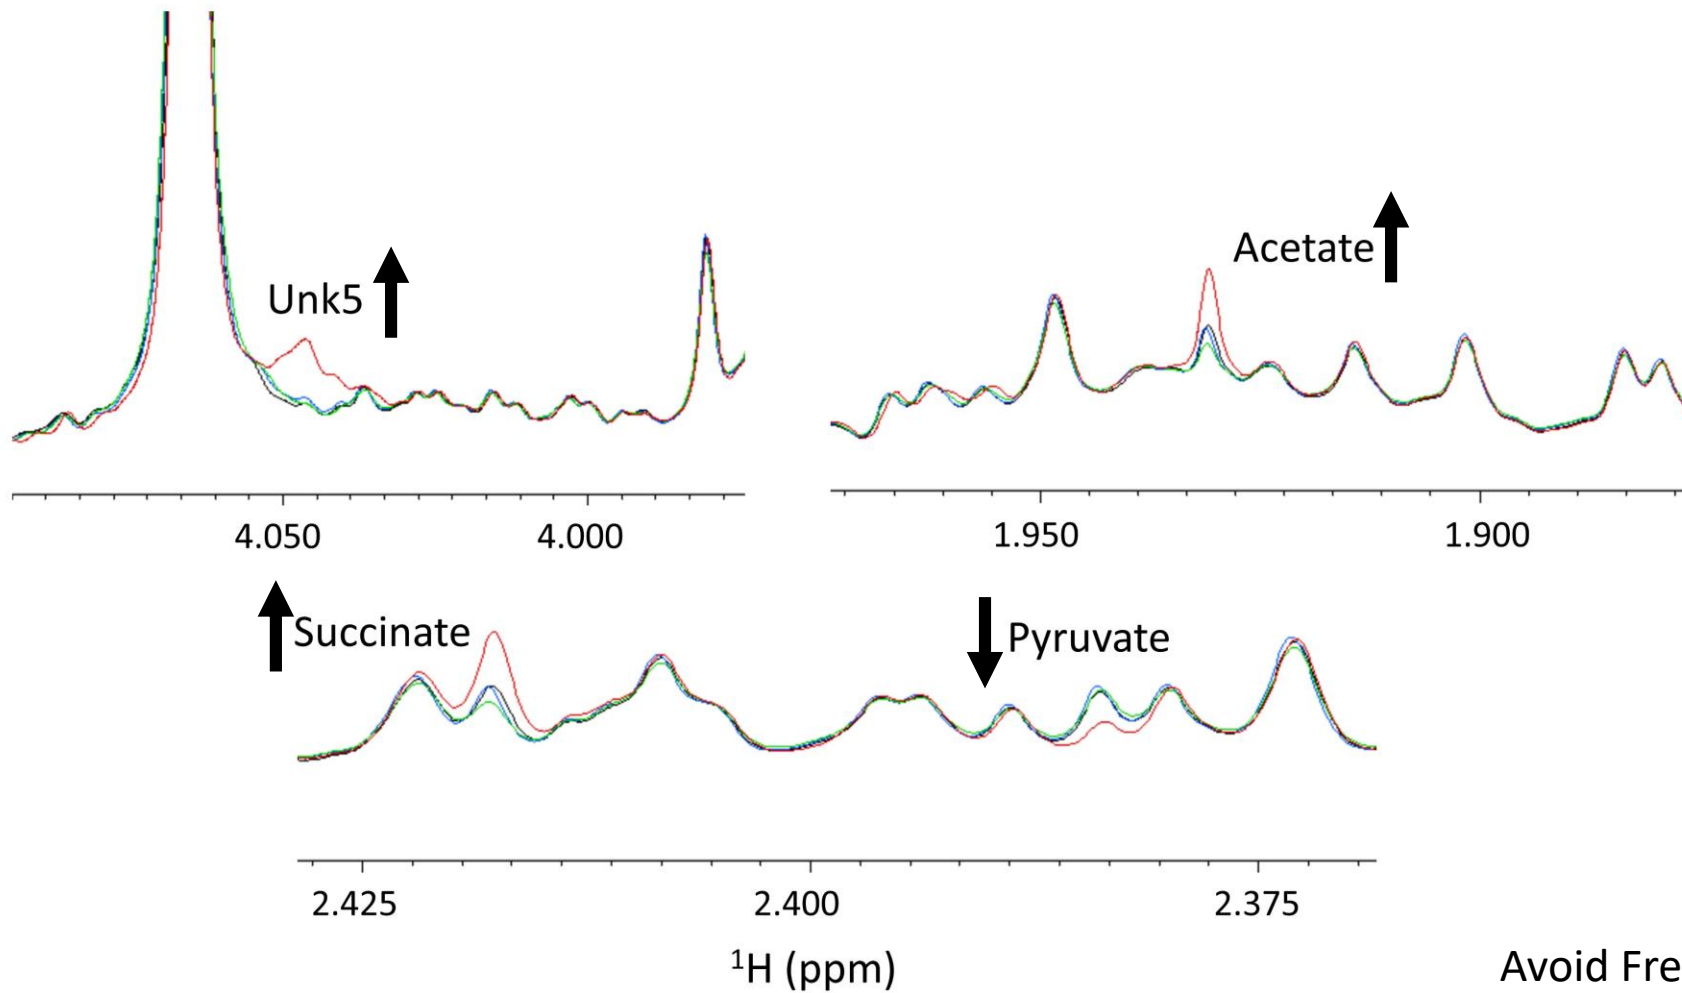 Unk5
Acetate
4.050 4.000
1.950 1.900
Succinate
Pyruvate
2.425 2.400 2.375
¹H (ppm)
Avoid Fre